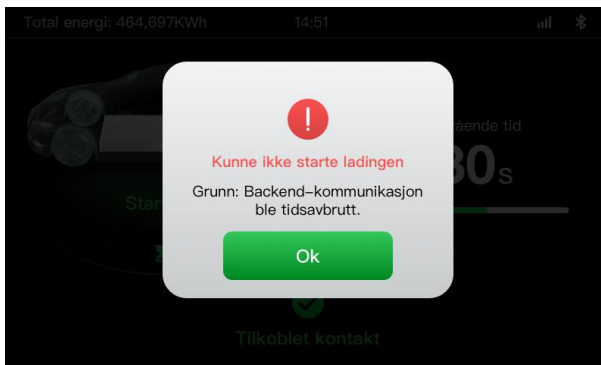 Total energi: 464,697KWh 14:51
Kunne ikke starte ladingen
Grunn: Backend-kommunikasjon
ble tidsavbrutt.
Ok
Tilkoblet kontakt